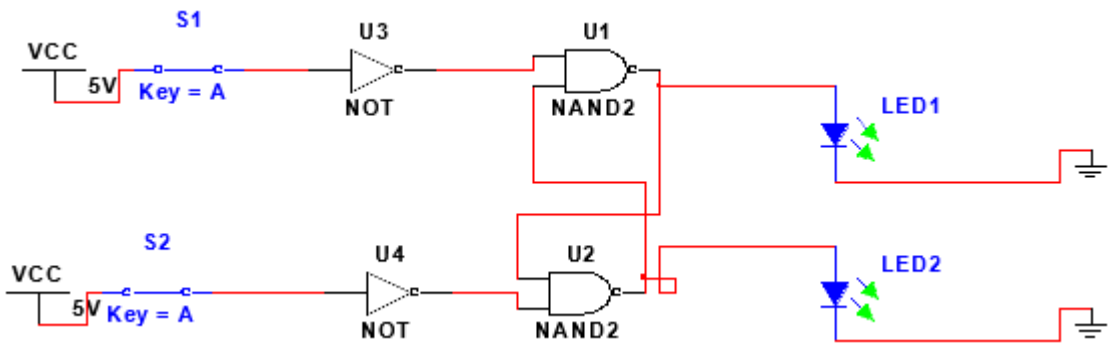 S1
U3
U1
VCC
5V
Key = A
NOT
NAND2
LED1
S2
U4
U2
VCC
5V
Key = A
NOT
NAND2
LED2